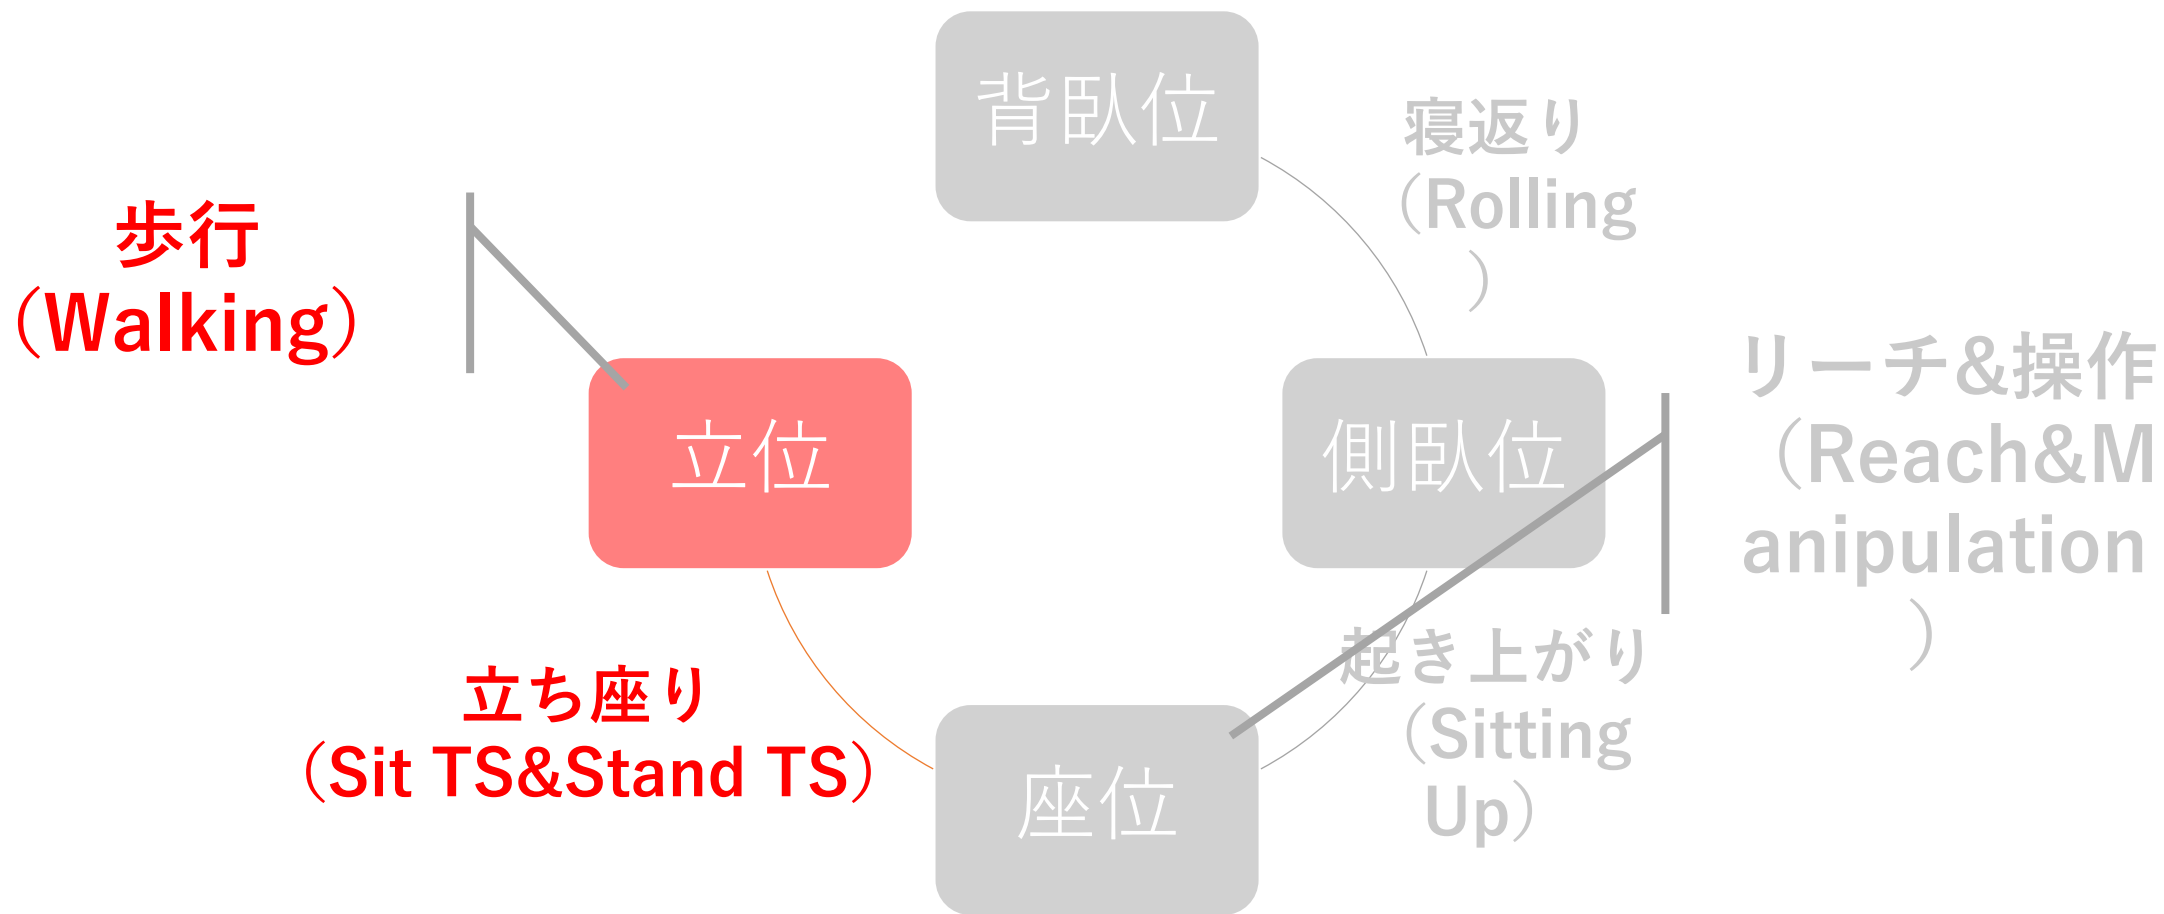 背臥位
寝返り
（Rolling
）
歩行
（Walking）
リーチ&操作
（Reach&M
anipulation
）
立位
側臥位
立ち座り
（Sit TS&Stand TS）
起き上がり
（Sitting
Up）
座位